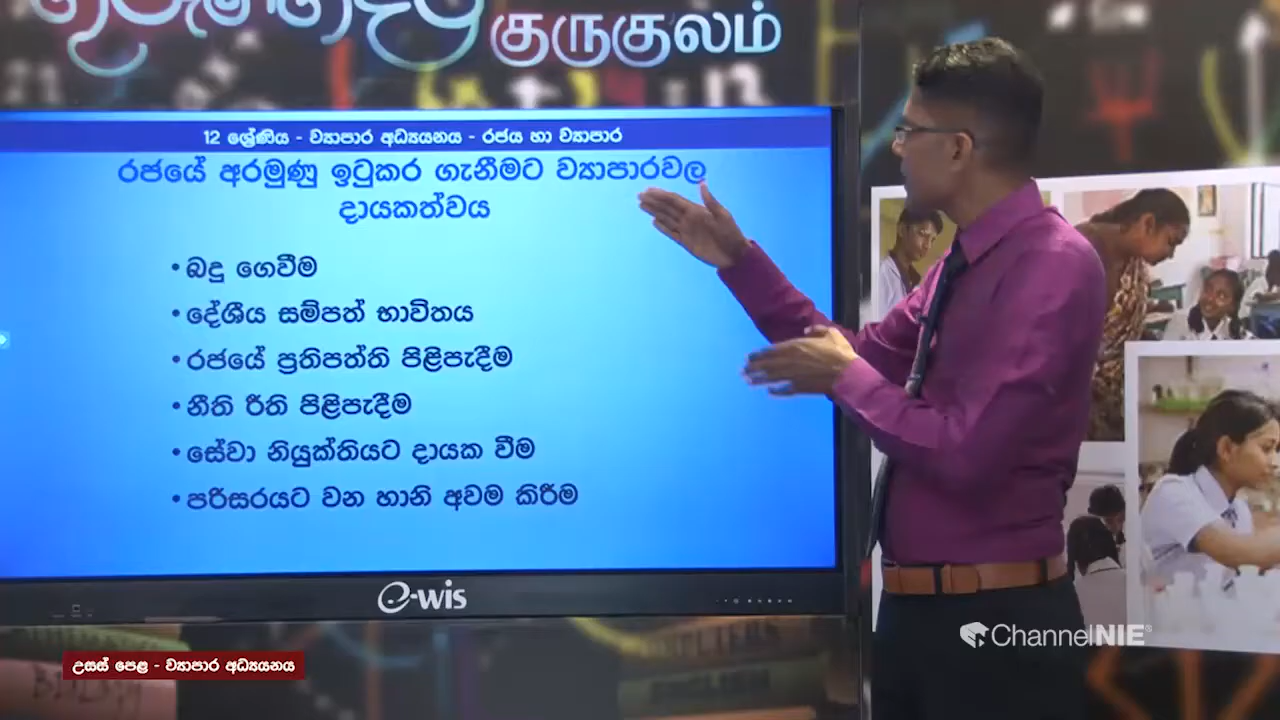 ගුරුගෙදර
குருகுலம்
12 ශ්‍රේණිය - ව්‍යාපාර අධ්‍යයනය - රජය හා ව්‍යාපාර
රජයේ අරමුණු ඉටුකර ගැනීමට ව්‍යාපාරවල
දායකත්වය
• බදු ගෙවීම
• දේශීය සම්පත් භාවිතය
• රජයේ ප්‍රතිපත්ති පිළිපැදීම
• නීති රීති පිළිපැදීම
• සේවා නියුක්තියට දායක වීම
• පරිසරයට වන හානි අවම කිරීම
e-wis
ChannelNIE
උසස් පෙළ - ව්‍යාපාර අධ්‍යයනය